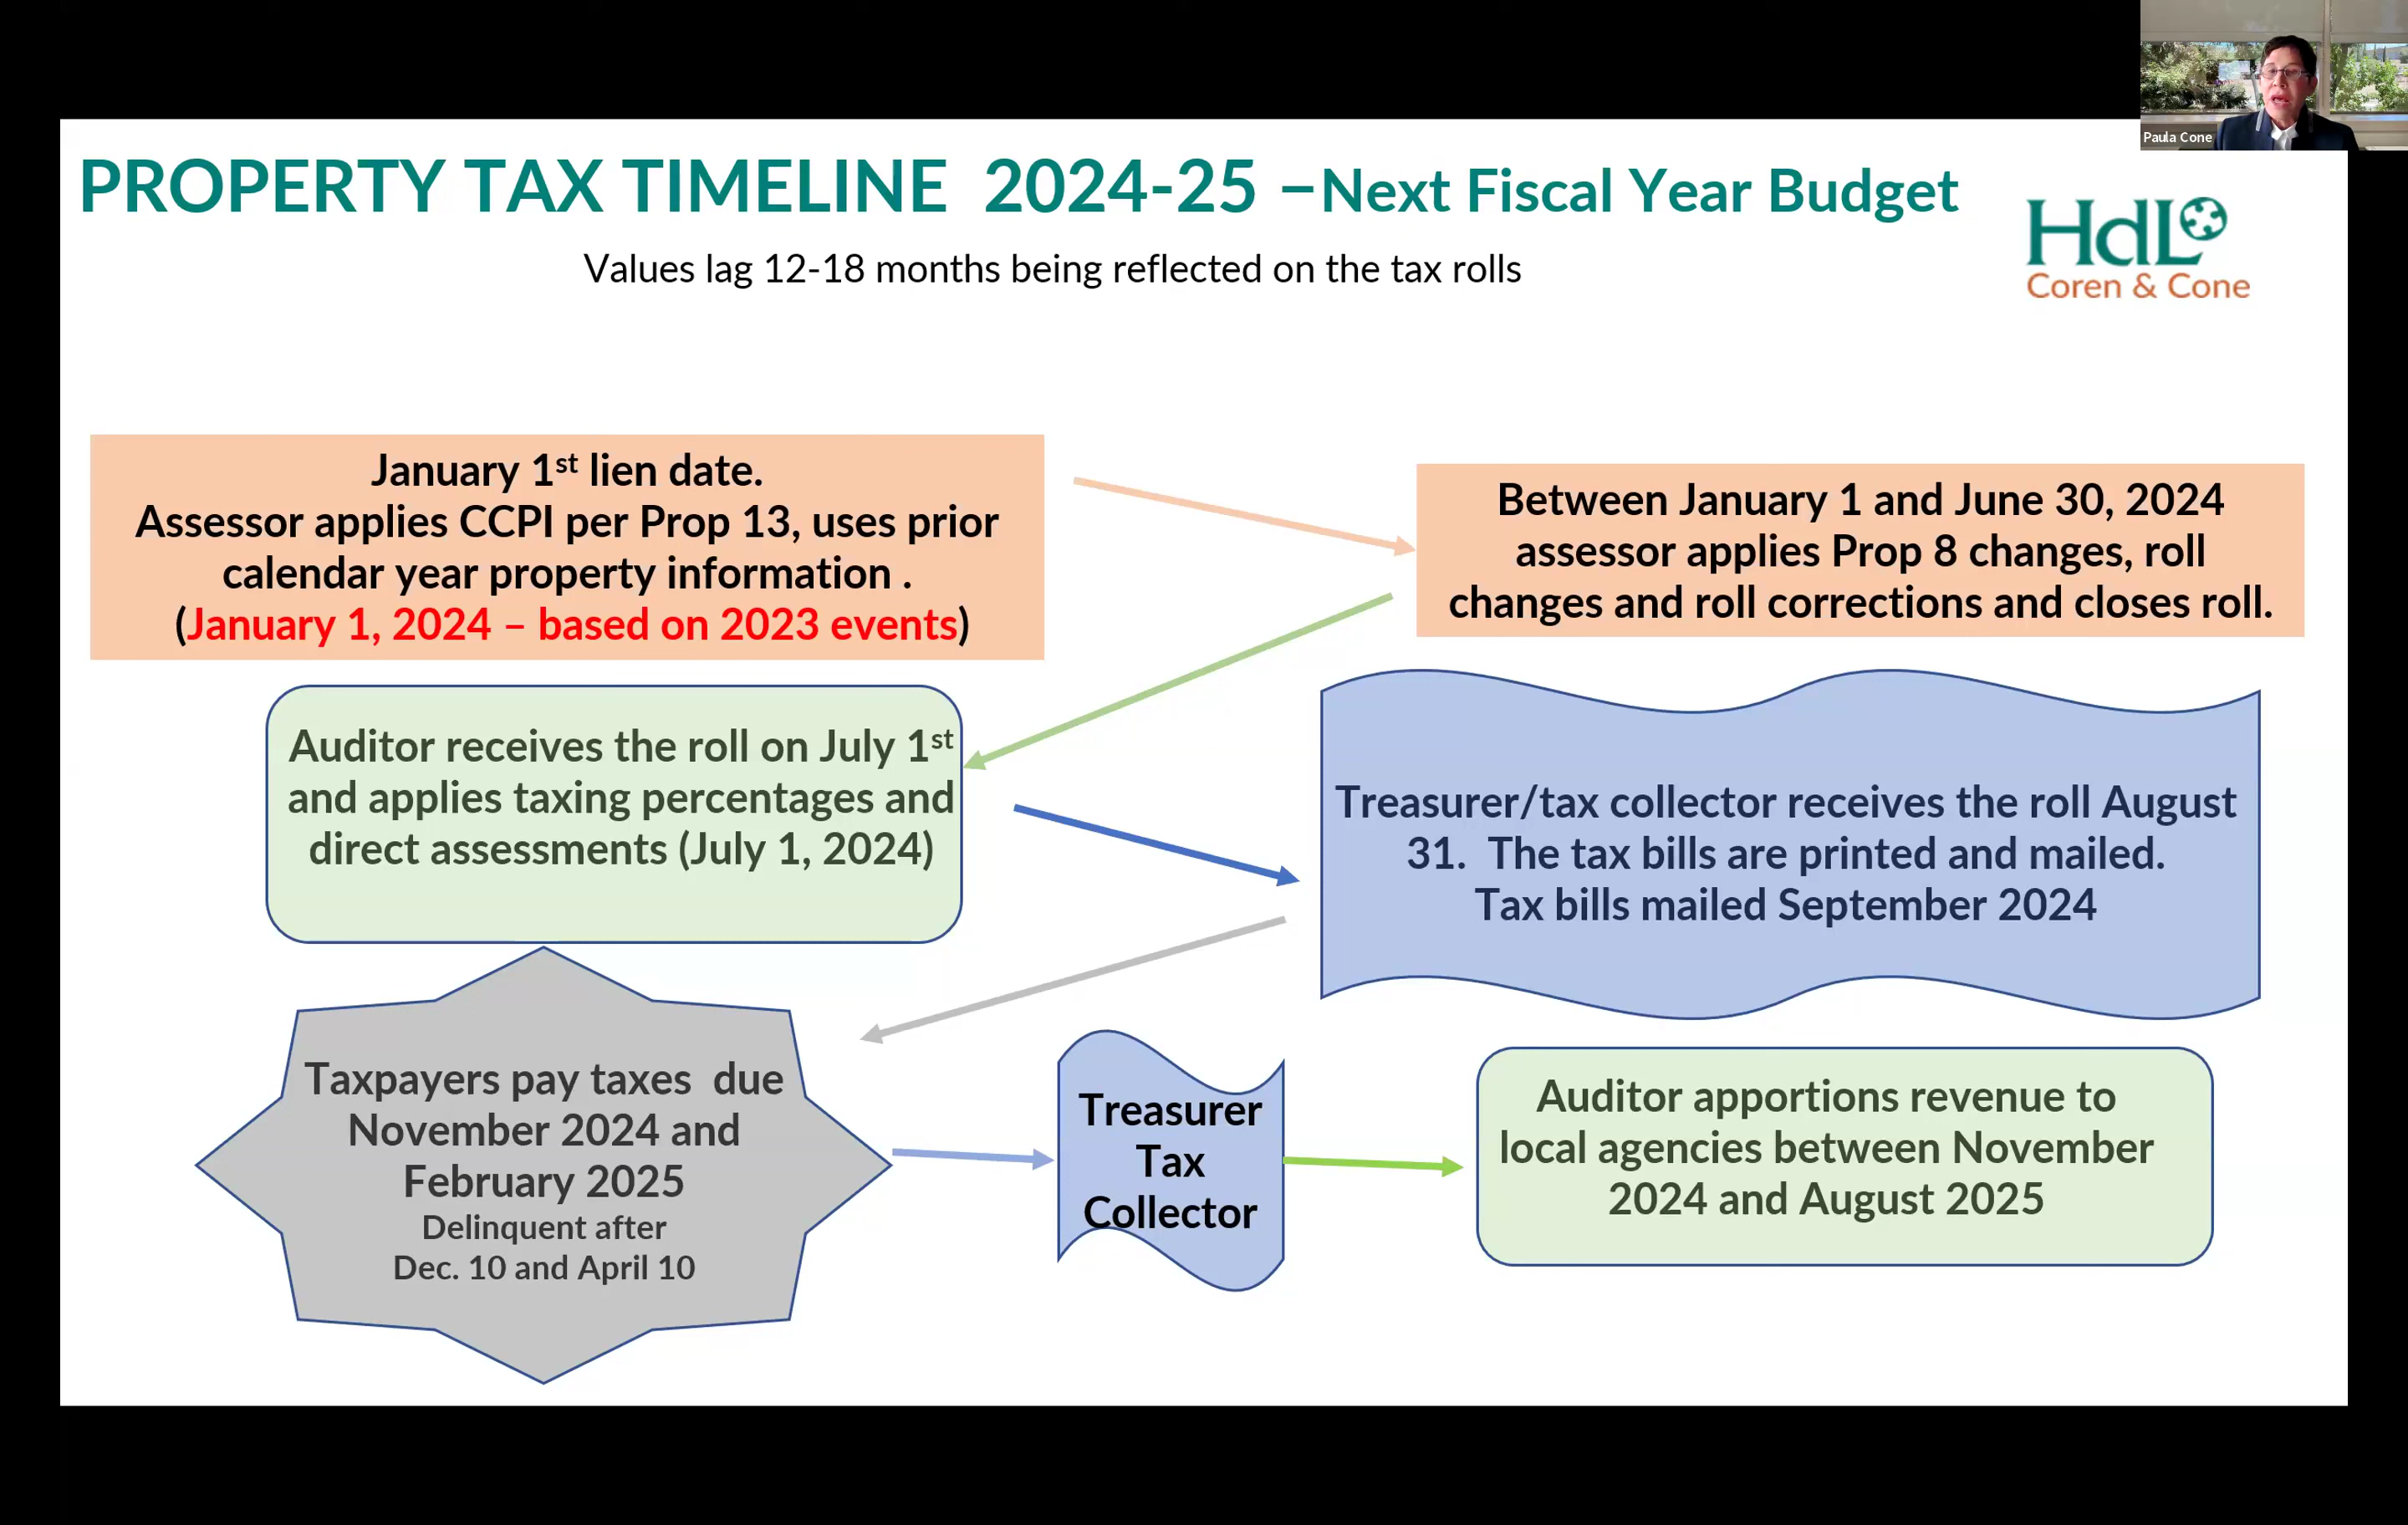 Paula Cone
PROPERTY TAX TIMELINE  2024-25 –Next Fiscal Year Budget
HdL
Coren & Cone
Values lag 12-18 months being reflected on the tax rolls
January 1st lien date.
Assessor applies CCPI per Prop 13, uses prior
calendar year property information .
(January 1, 2024 – based on 2023 events)
Between January 1 and June 30, 2024
assessor applies Prop 8 changes, roll
changes and roll corrections and closes roll.
Auditor receives the roll on July 1st
and applies taxing percentages and
direct assessments (July 1, 2024)
Treasurer/tax collector receives the roll August
31.  The tax bills are printed and mailed.
Tax bills mailed September 2024
Taxpayers pay taxes  due
November 2024 and
February 2025
Delinquent after
Dec. 10 and April 10
Treasurer
Tax
Collector
Auditor apportions revenue to
local agencies between November
2024 and August 2025